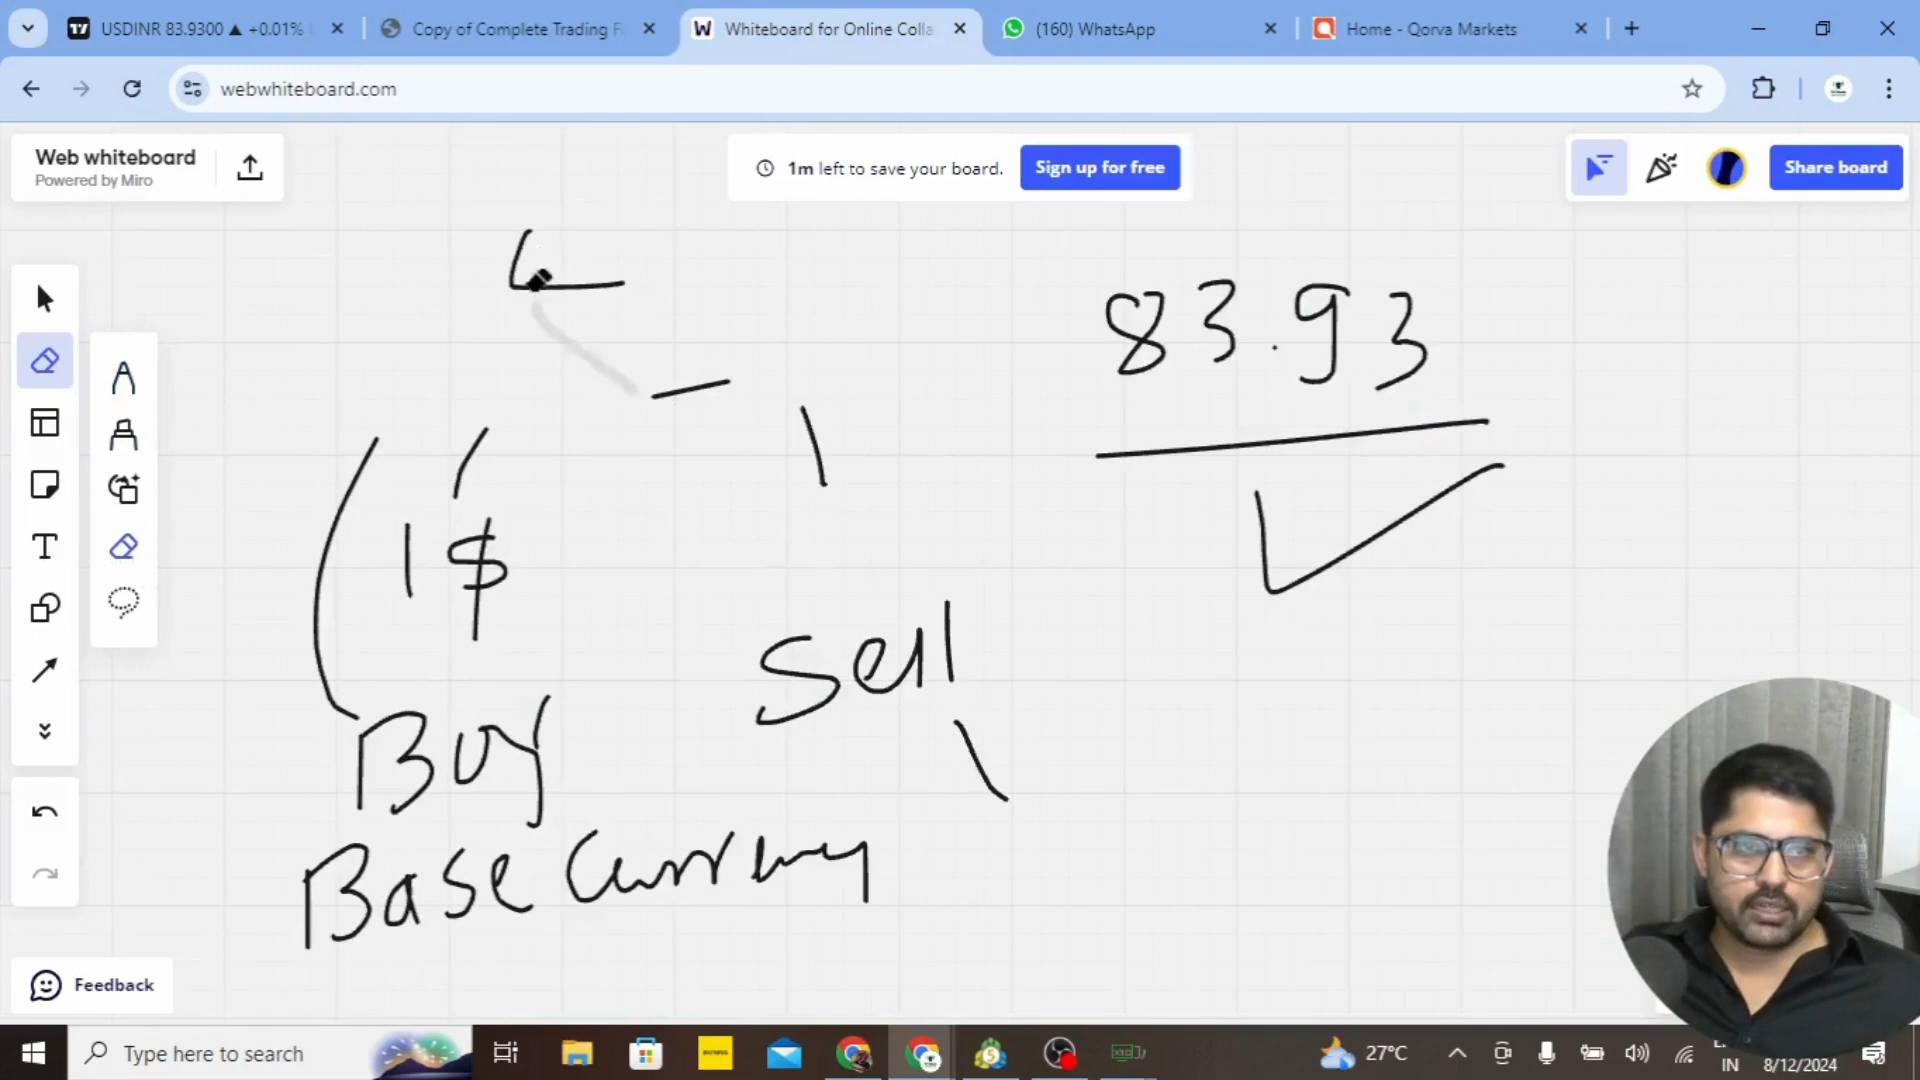 USDINR 83.9300 ▲ +0.01%
Copy of Complete Trading F
Whiteboard for Online Colla
(160) WhatsApp
Home - Qorva Markets
webwhiteboard.com
Web whiteboard
Powered by Miro
1m left to save your board.
Sign up for free
Share board
83.93
1 $
Sell
Buy
Base Currency
Feedback
Type here to search
27°C
IN
8/12/2024